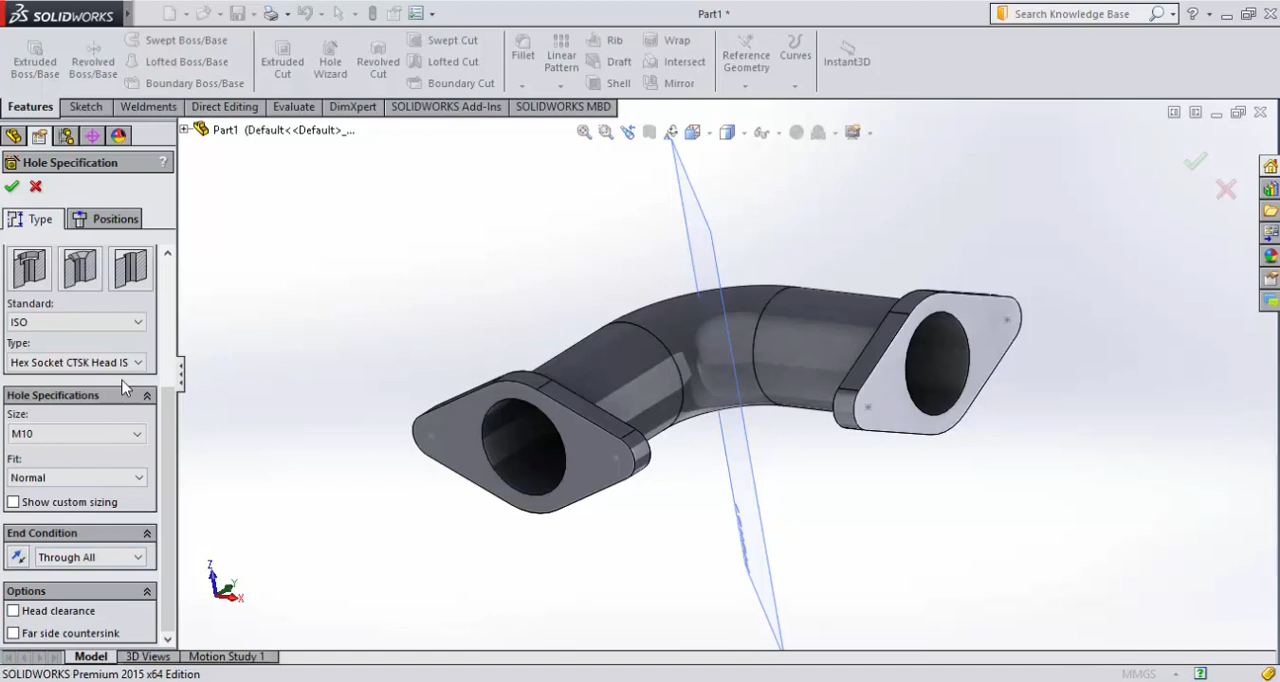 SOLIDWORKS
Part1 *
Search Knowledge Base
Extruded Boss/Base
Revolved Boss/Base
Swept Boss/Base
Lofted Boss/Base
Boundary Boss/Base
Extruded Cut
Hole Wizard
Revolved Cut
Swept Cut
Lofted Cut
Boundary Cut
Fillet
Linear Pattern
Rib
Draft
Shell
Wrap
Intersect
Mirror
Reference Geometry
Curves
Instant3D
Features
Sketch
Weldments
Direct Editing
Evaluate
DimXpert
SOLIDWORKS Add-Ins
SOLIDWORKS MBD
Part1 (Default<<Default>_...
Hole Specification
?
Type
Positions
Standard:
ISO
Type:
Hex Socket CTSK Head IS
Hole Specifications
Size:
M10
Fit:
Normal
Show custom sizing
End Condition
Through All
Options
Head clearance
Far side countersink
Z
Y
X
Model
3D Views
Motion Study 1
SOLIDWORKS Premium 2015 x64 Edition
MMGS